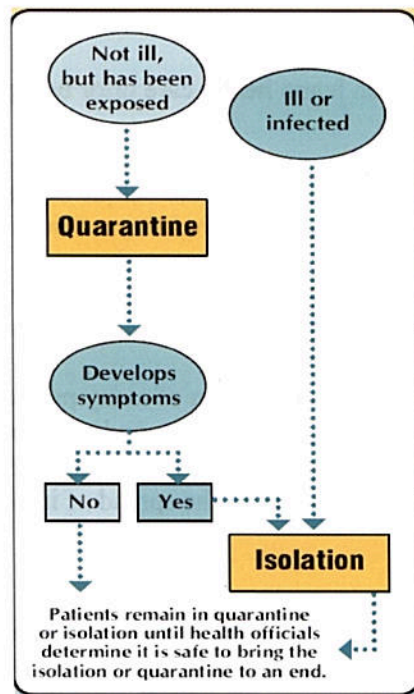 Not ill,
but has been
exposed
Ill or
infected
Quarantine
Develops
symptoms
No
Yes
Isolation
Patients remain in quarantine
or isolation until health officials
determine it is safe to bring the
isolation or quarantine to an end.